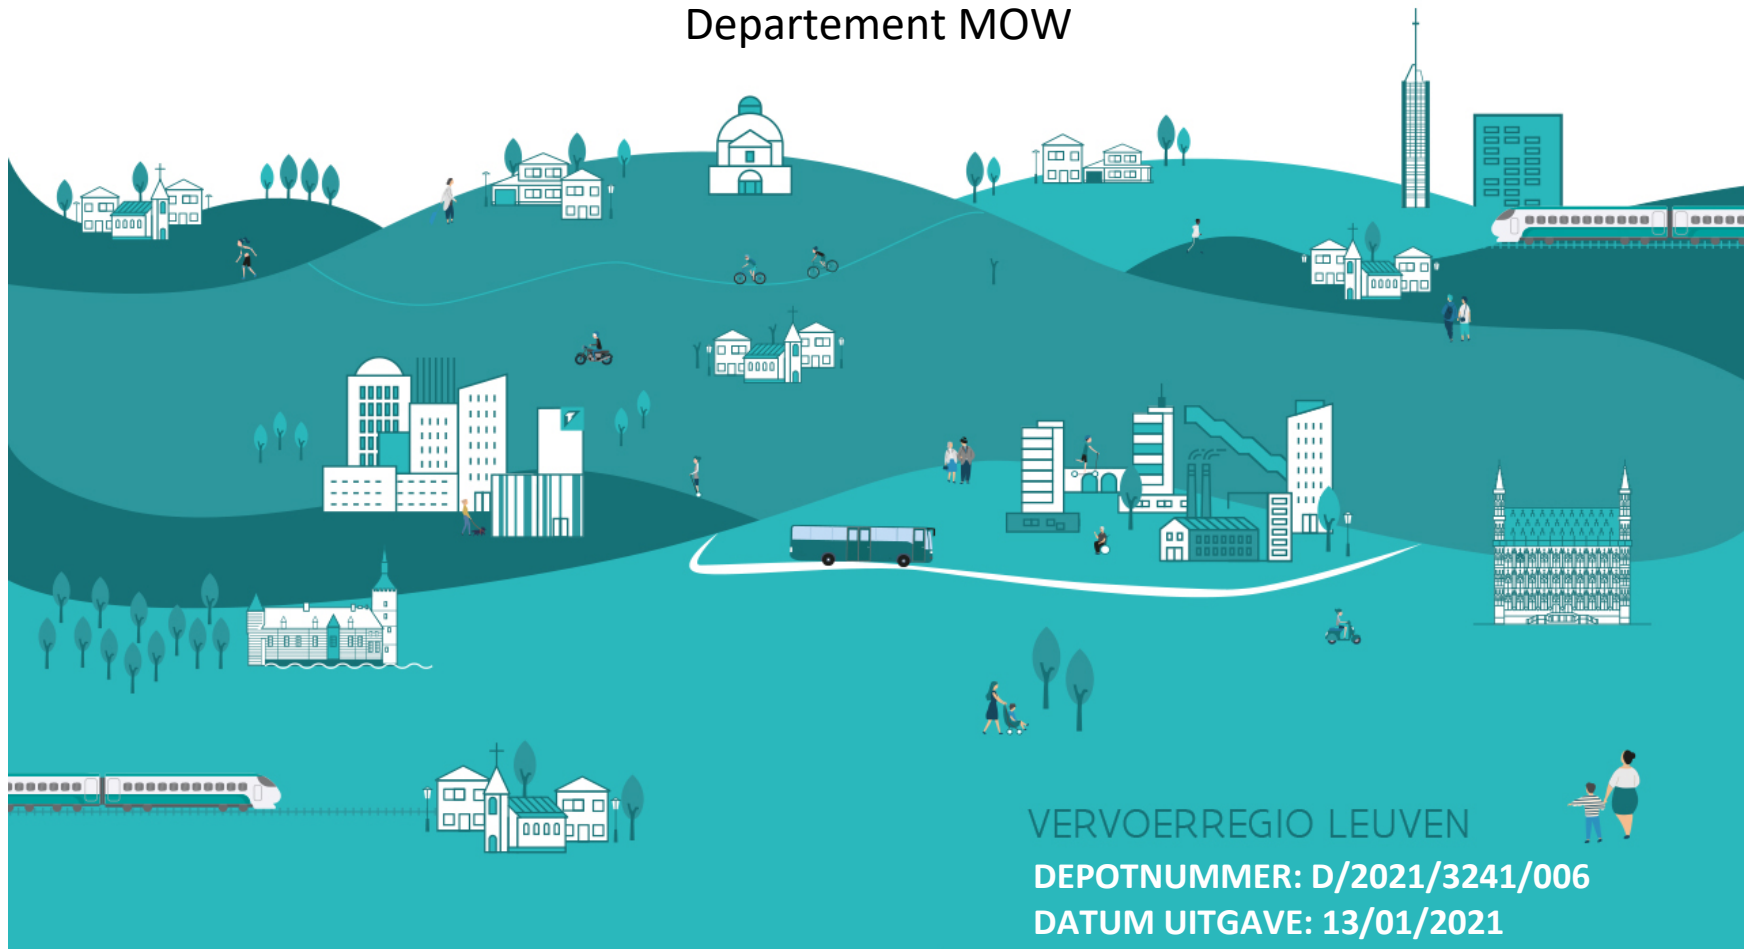 Departement MOW
VERVOERREGIO LEUVEN
DEPOTNUMMER: D/2021/3241/006
DATUM UITGAVE: 13/01/2021